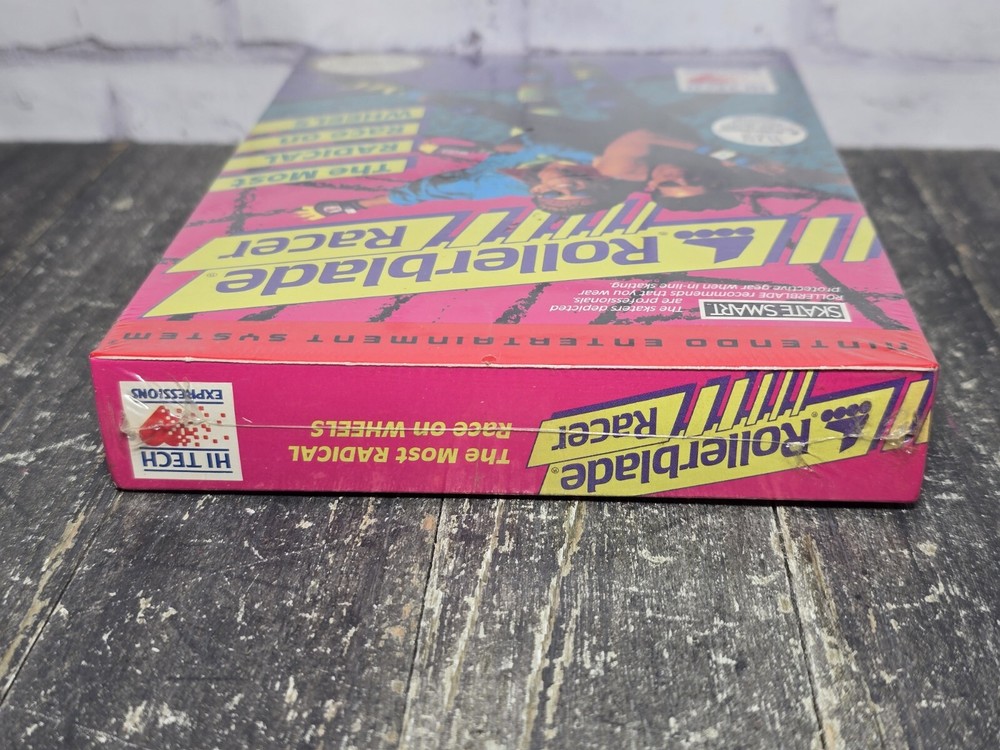 NINTENDO ENTERTAINMENT SYSTEM™
SKATE SMART
The skaters depicted
are professionals.
ROLLERBLADE recommends that you wear
protective gear when in-line skating
Rollerblade®
Racer
The Most
RADICAL
Race on
WHEELS
Rollerblade®
Racer
The Most RADICAL
Race on WHEELS
HI TECH
EXPRESSIONS